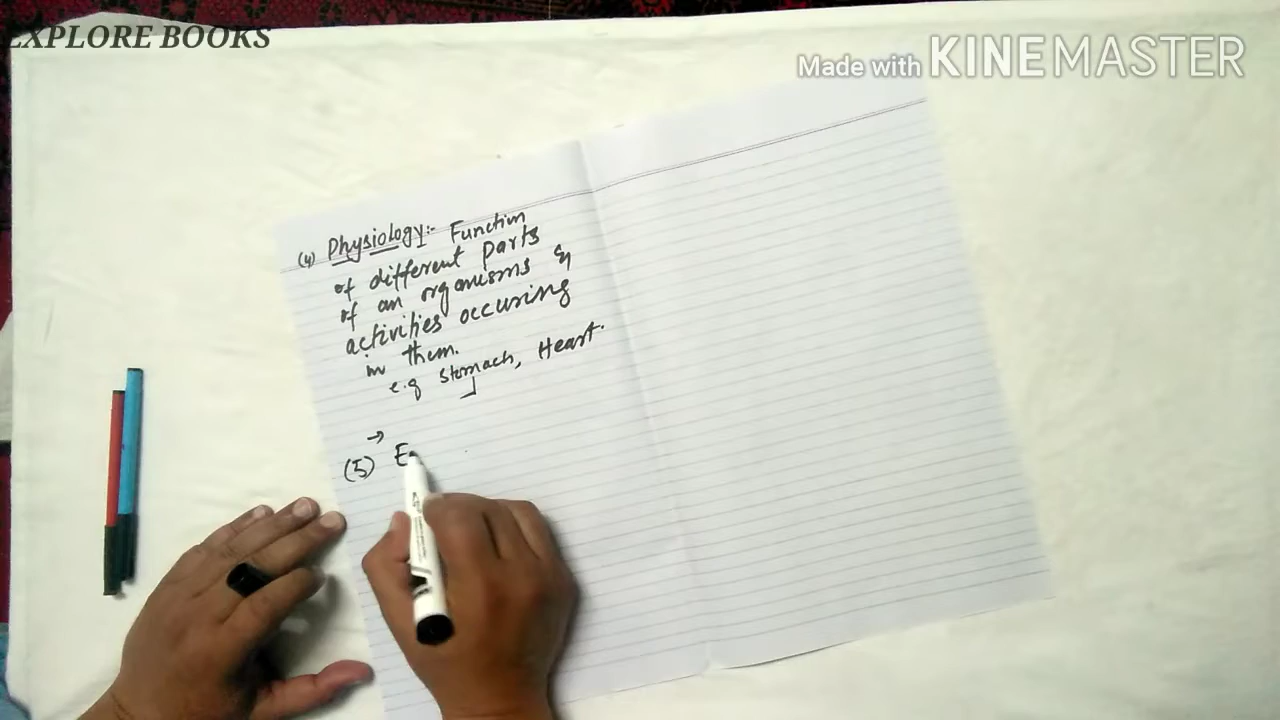 EXPLORE BOOKS
Made with KINEMASTER
(4) Physiology:- Function
of different parts
of an organisms &
activities occuring
in them.
e.g stomach, Heart.
(5) → E